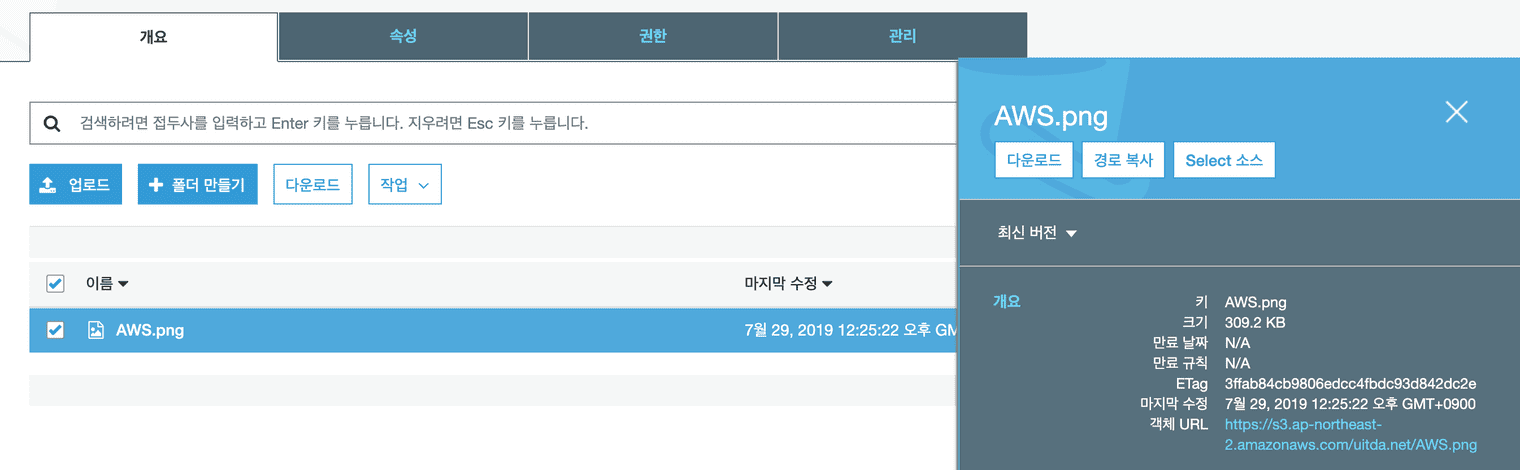 개요 속성 권한 관리
검색하려면 접두사를 입력하고 Enter 키를 누릅니다. 지우려면 Esc 키를 누릅니다.
업로드 폴더 만들기 다운로드 작업
이름 마지막 수정
AWS.png 7월 29, 2019 12:25:22 오후 GM
AWS.png
다운로드 경로 복사 Select 소스
최신 버전
개요
키 AWS.png
크기 309.2 KB
만료 날짜 N/A
만료 규칙 N/A
ETag 3ffab84cb9806edcc4fbdc93d842dc2e
마지막 수정 7월 29, 2019 12:25:22 오후 GMT+0900
객체 URL https://s3.ap-northeast-
2.amazonaws.com/uitda.net/AWS.png